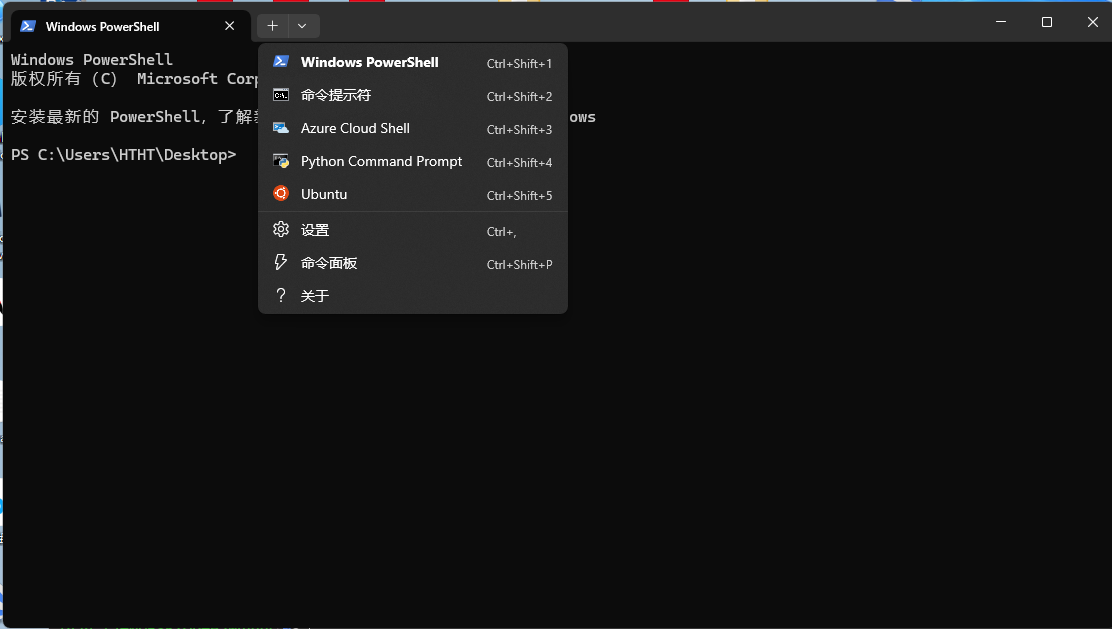 Windows PowerShell
Windows PowerShell
版权所有 (C) Microsoft
安装最新的 PowerShell, 了解
ows
PS C:\Users\HTHT\Desktop>
Windows PowerShell Ctrl+Shift+1
命令提示符 Ctrl+Shift+2
Azure Cloud Shell Ctrl+Shift+3
Python Command Prompt Ctrl+Shift+4
Ubuntu Ctrl+Shift+5
设置 Ctrl+,
命令面板 Ctrl+Shift+P
关于